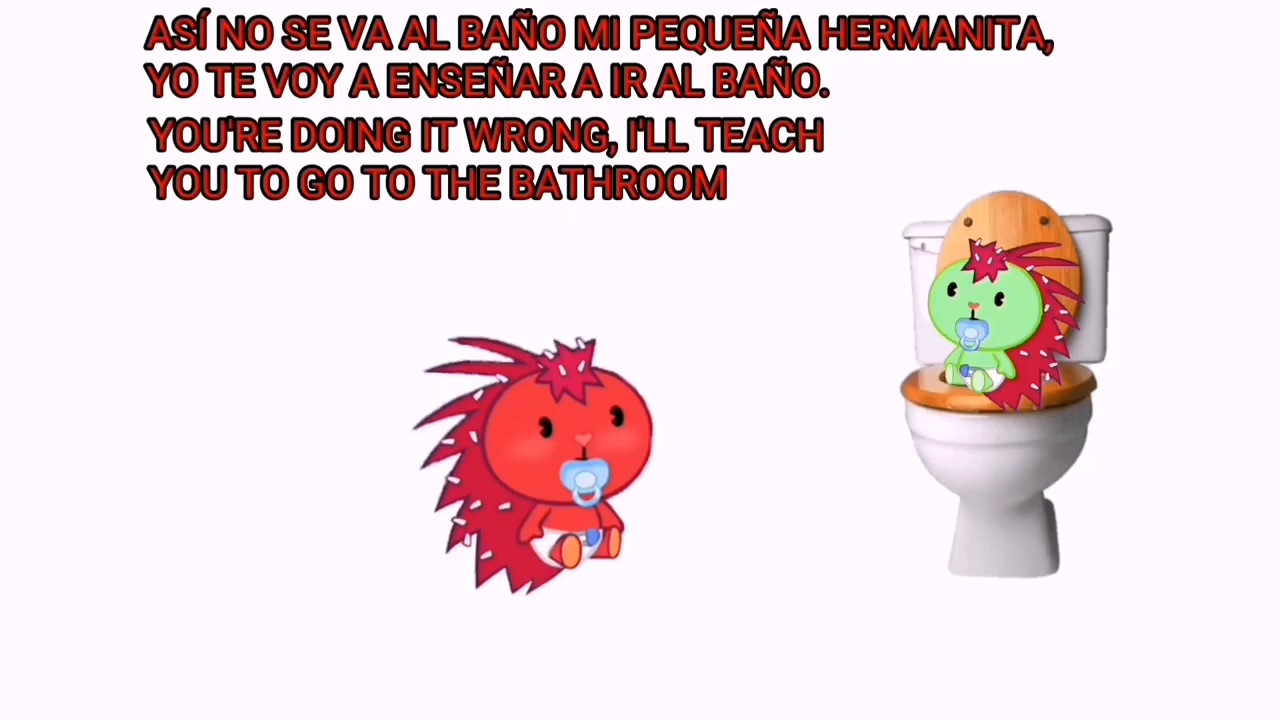 ASÍ NO SE VA AL BAÑO MI PEQUEÑA HERMANITA,
YO TE VOY A ENSEÑAR A IR AL BAÑO.
YOU'RE DOING IT WRONG, I'LL TEACH
YOU TO GO TO THE BATHROOM